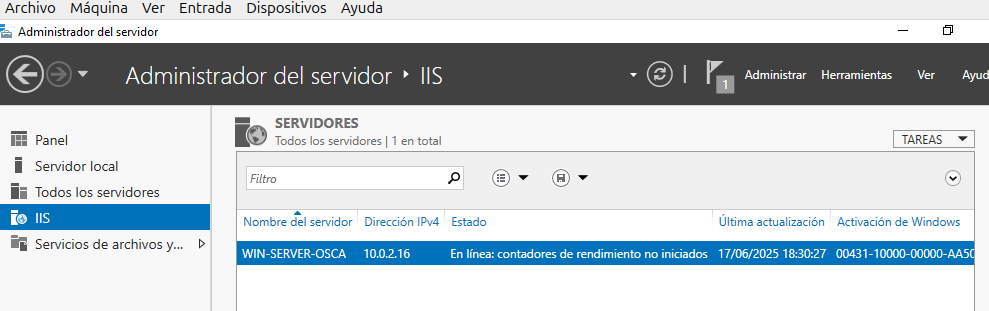 Archivo Máquina Ver Entrada Dispositivos Ayuda
Administrador del servidor
Administrador del servidor IIS
1 Administrar Herramientas Ver Ayud
Panel
Servidor local
Todos los servidores
IIS
Servicios de archivos y...
SERVIDORES
Todos los servidores | 1 en total
TAREAS
Filtro
Nombre del servidor Dirección IPv4 Estado Última actualización Activación de Windows
WIN-SERVER-OSCA 10.0.2.16 En línea: contadores de rendimiento no iniciados 17/06/2025 18:30:27 00431-10000-00000-AA50